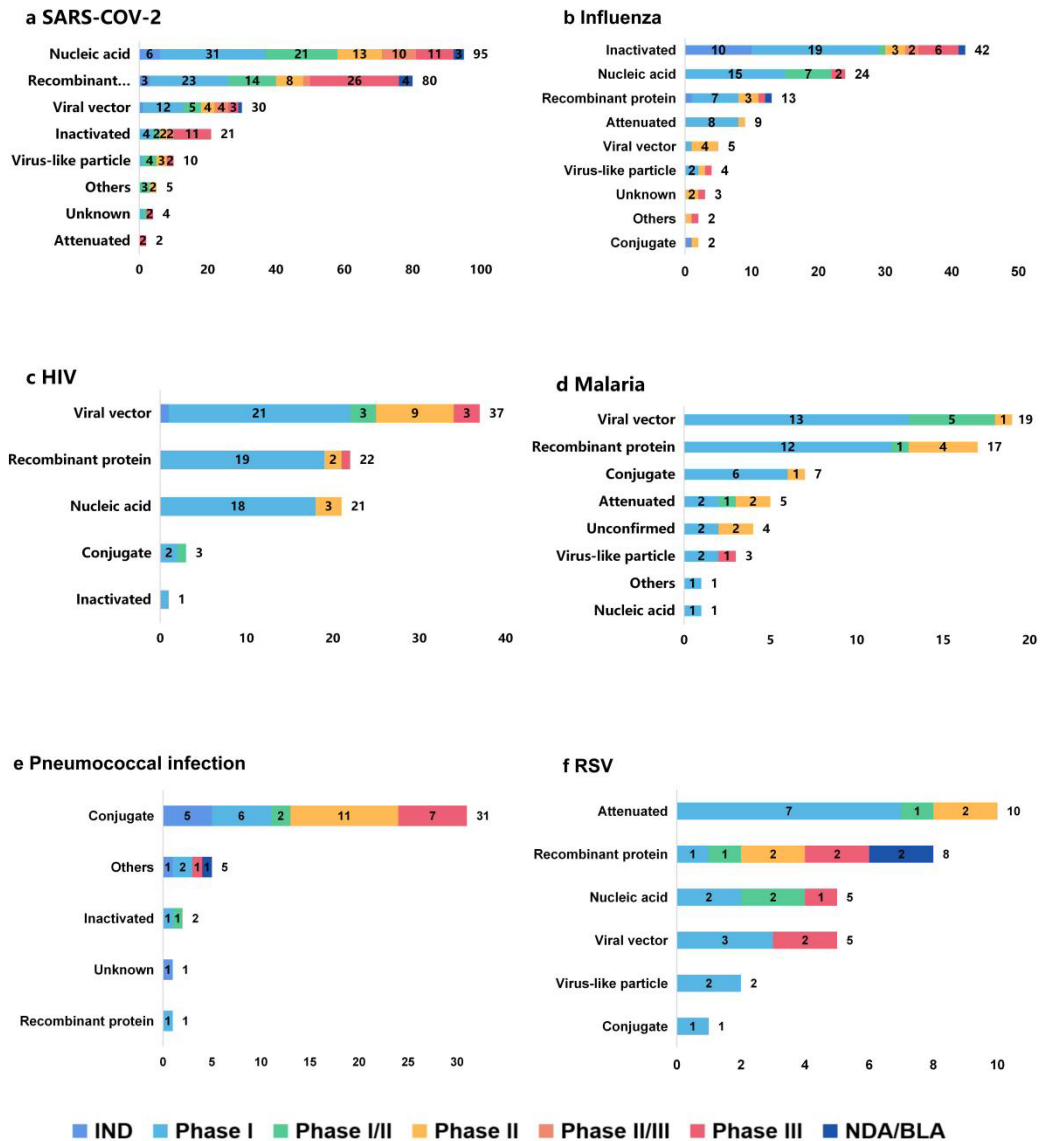 a SARS-COV-2
Nucleic acid 6 31 21 13 10 11 3 95
Recombinant... 3 23 14 8 26 4 80
Viral vector 12 5 4 4 3 30
Inactivated 4 2 2 2 11 21
Virus-like particle 4 3 2 10
Others 3 2 5
Unknown 2 4
Attenuated 2 2
0 20 40 60 80 100
b Influenza
Inactivated 10 19 3 2 6 42
Nucleic acid 15 7 2 24
Recombinant protein 7 3 13
Attenuated 8 9
Viral vector 4 5
Virus-like particle 2 4
Unknown 2 3
Others 2
Conjugate 2
0 10 20 30 40 50
c HIV
Viral vector 21 3 9 3 37
Recombinant protein 19 2 22
Nucleic acid 18 3 21
Conjugate 2 3
Inactivated 1
0 10 20 30 40
d Malaria
Viral vector 13 5 1 19
Recombinant protein 12 1 4 17
Conjugate 6 1 7
Attenuated 2 1 2 5
Unconfirmed 2 2 4
Virus-like particle 2 1 3
Others 1 1
Nucleic acid 1 1
0 5 10 15 20
e Pneumococcal infection
Conjugate 5 6 2 11 7 31
Others 1 2 1 1 5
Inactivated 1 1 2
Unknown 1 1
Recombinant protein 1 1
0 5 10 15 20 25 30
f RSV
Attenuated 7 1 2 10
Recombinant protein 1 1 2 2 2 8
Nucleic acid 2 2 1 5
Viral vector 3 2 5
Virus-like particle 2 2
Conjugate 1 1
0 2 4 6 8 10
IND Phase I Phase I/II Phase II Phase II/III Phase III NDA/BLA